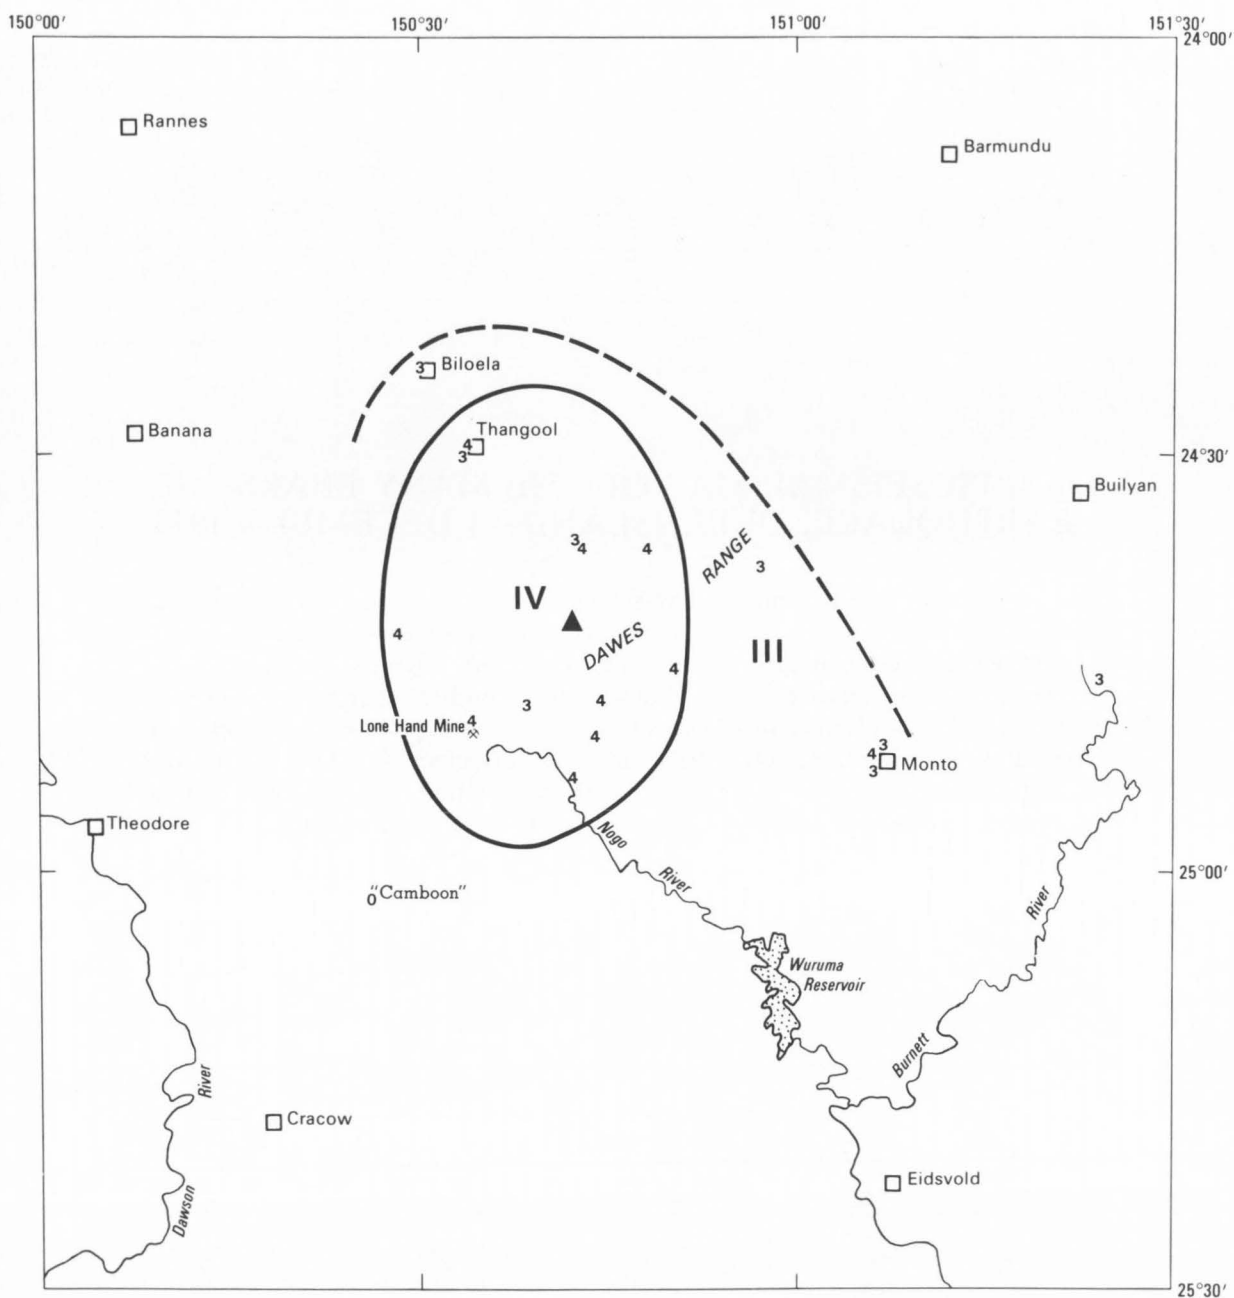 150°00′ 150°30′ 151°00′ 151°30′
24°00′
Rannes
Barmundu
3 Biloela
Banana
Thangool
4
3
24°30′
Builyan
3
4
4
RANGE
3
IV
4
DAWES
III
4
3
4
3
4
Lone Hand Mine
4
3
4
3
Monto
4
Theodore
Nogo
River
25°00′
0 "Camboon"
River
Wuruma
Reservoir
Burnett
River
Cracow
Dawson
Eidsvold
25°30′